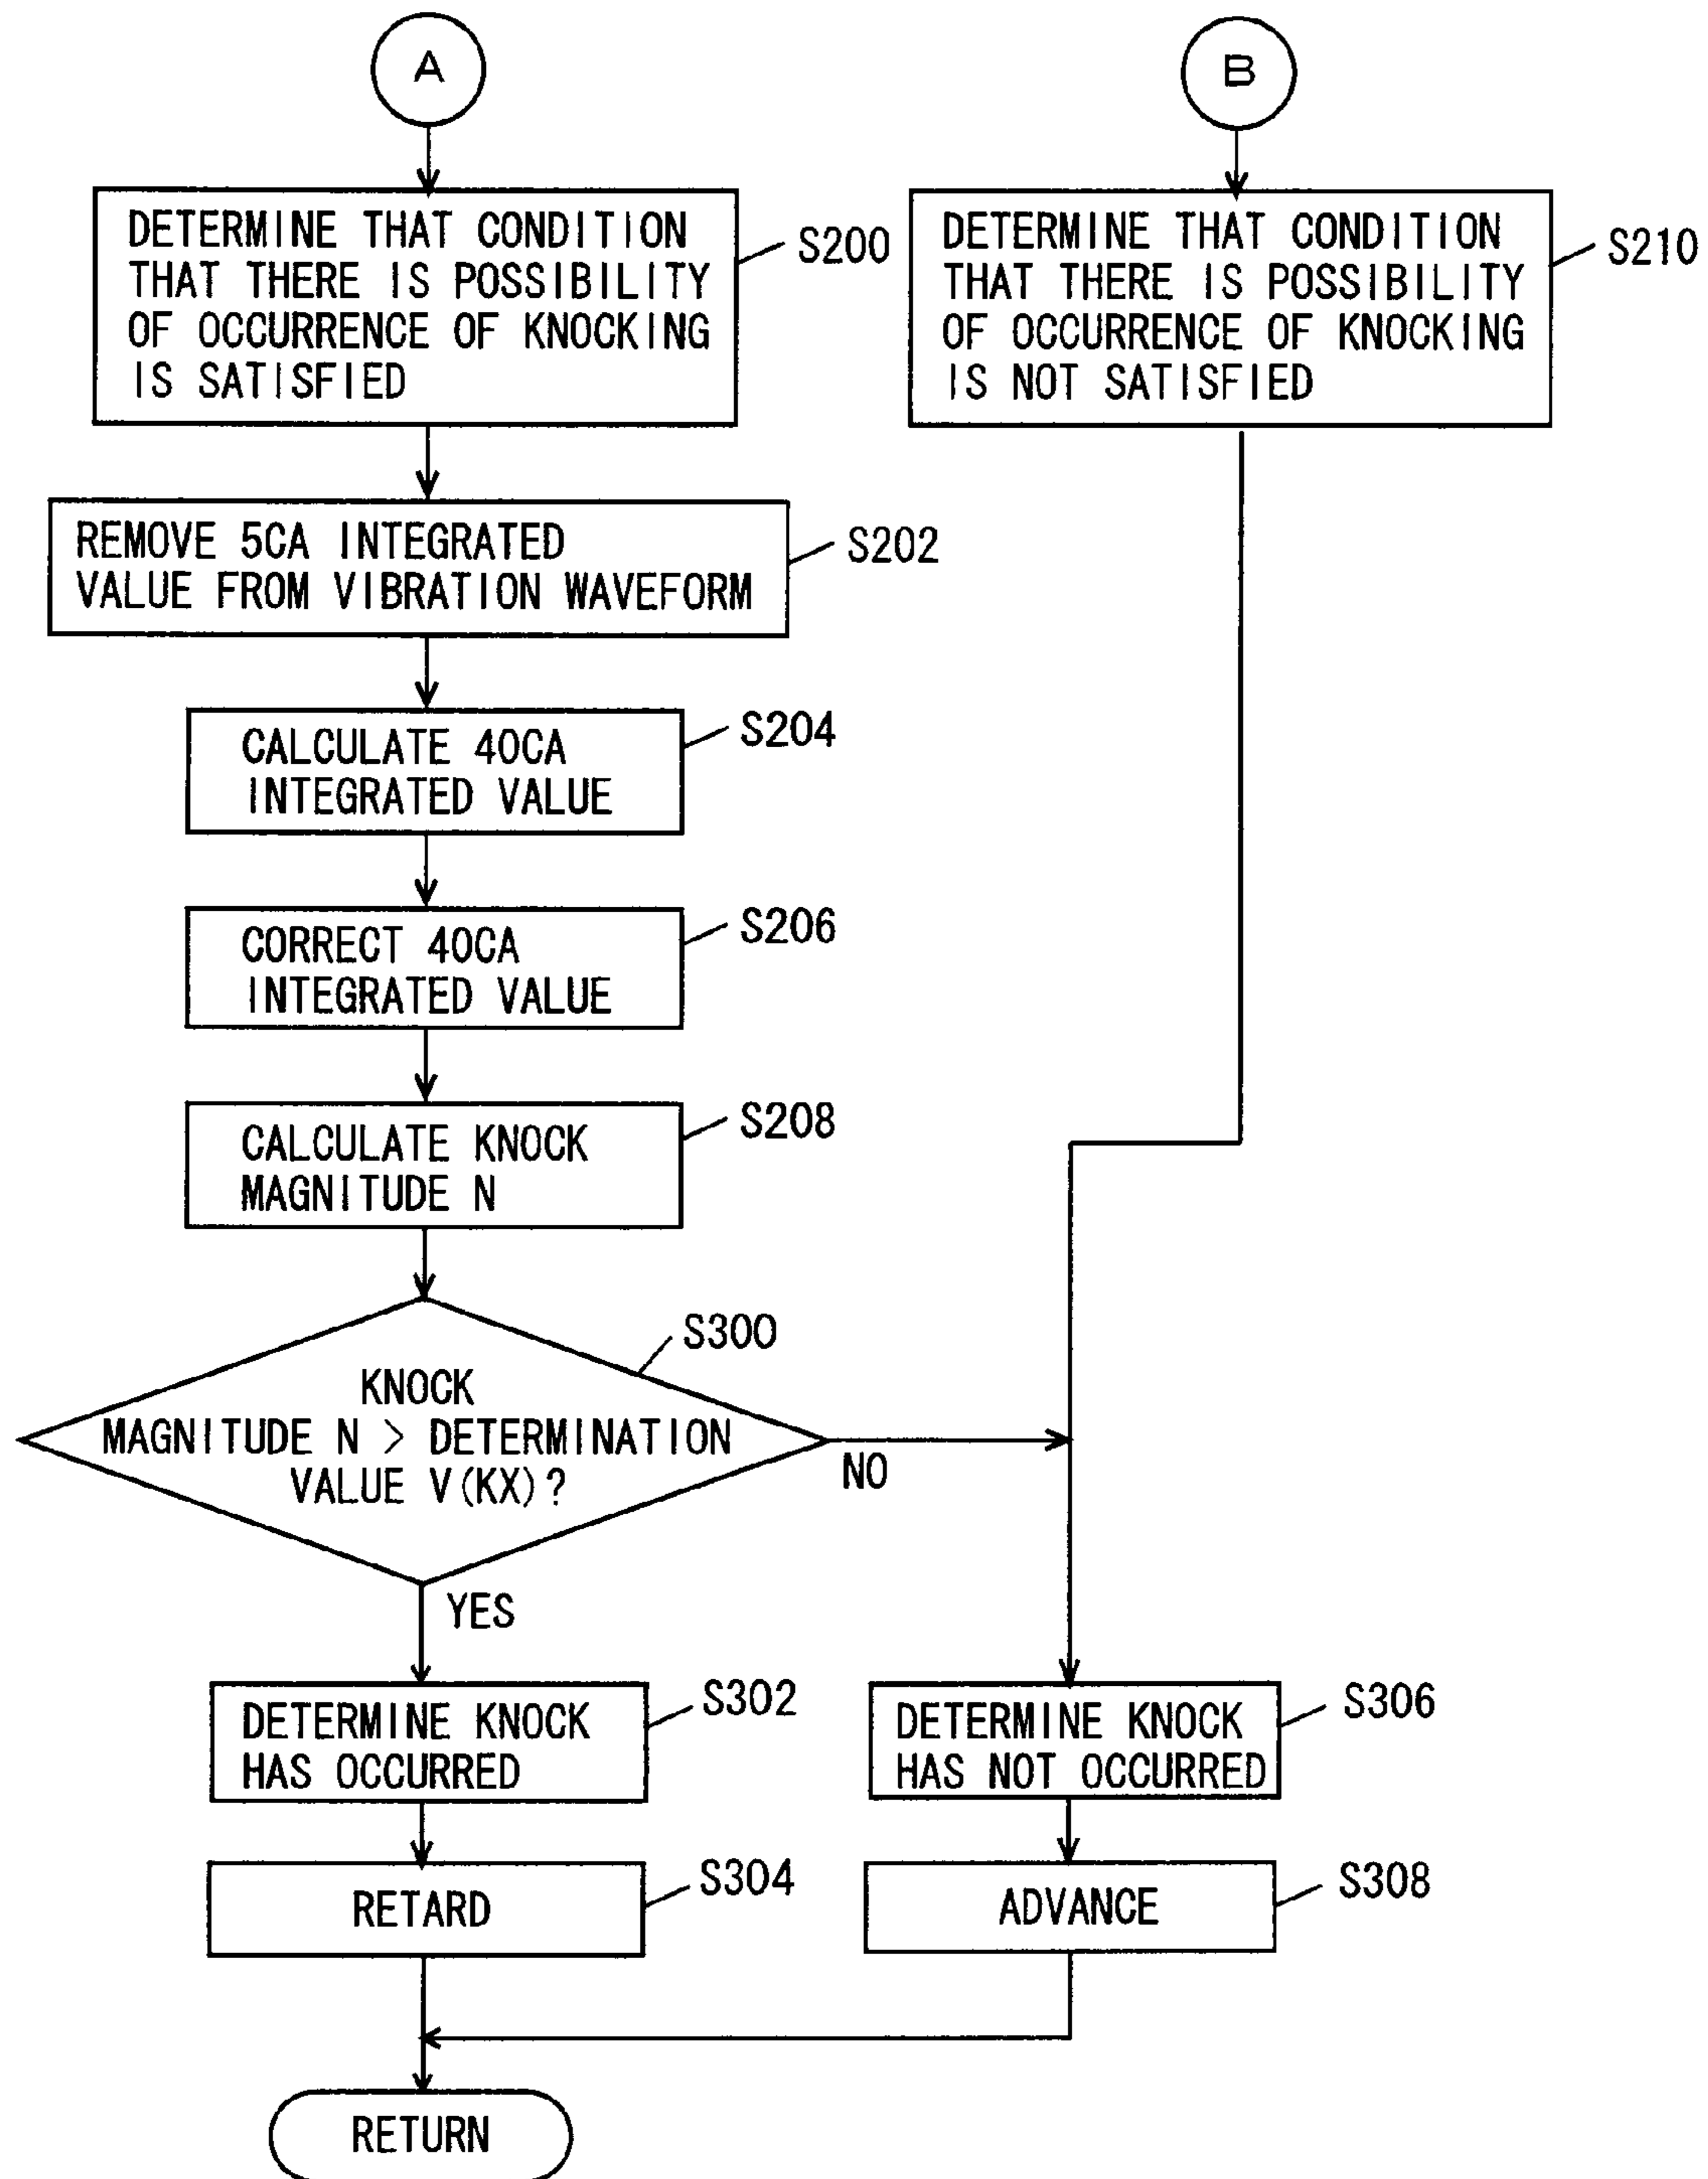 A
B
DETERMINE THAT CONDITION
THAT THERE IS POSSIBILITY
OF OCCURRENCE OF KNOCKING
IS SATISFIED
S200
DETERMINE THAT CONDITION
THAT THERE IS POSSIBILITY
OF OCCURRENCE OF KNOCKING
IS NOT SATISFIED
S210
REMOVE 5CA INTEGRATED
VALUE FROM VIBRATION WAVEFORM
S202
CALCULATE 40CA
INTEGRATED VALUE
S204
CORRECT 40CA
INTEGRATED VALUE
S206
CALCULATE KNOCK
MAGNITUDE N
S208
S300
KNOCK
MAGNITUDE N > DETERMINATION
VALUE V(KX)?
NO
YES
DETERMINE KNOCK
HAS OCCURRED
S302
DETERMINE KNOCK
HAS NOT OCCURRED
S306
RETARD
S304
ADVANCE
S308
RETURN